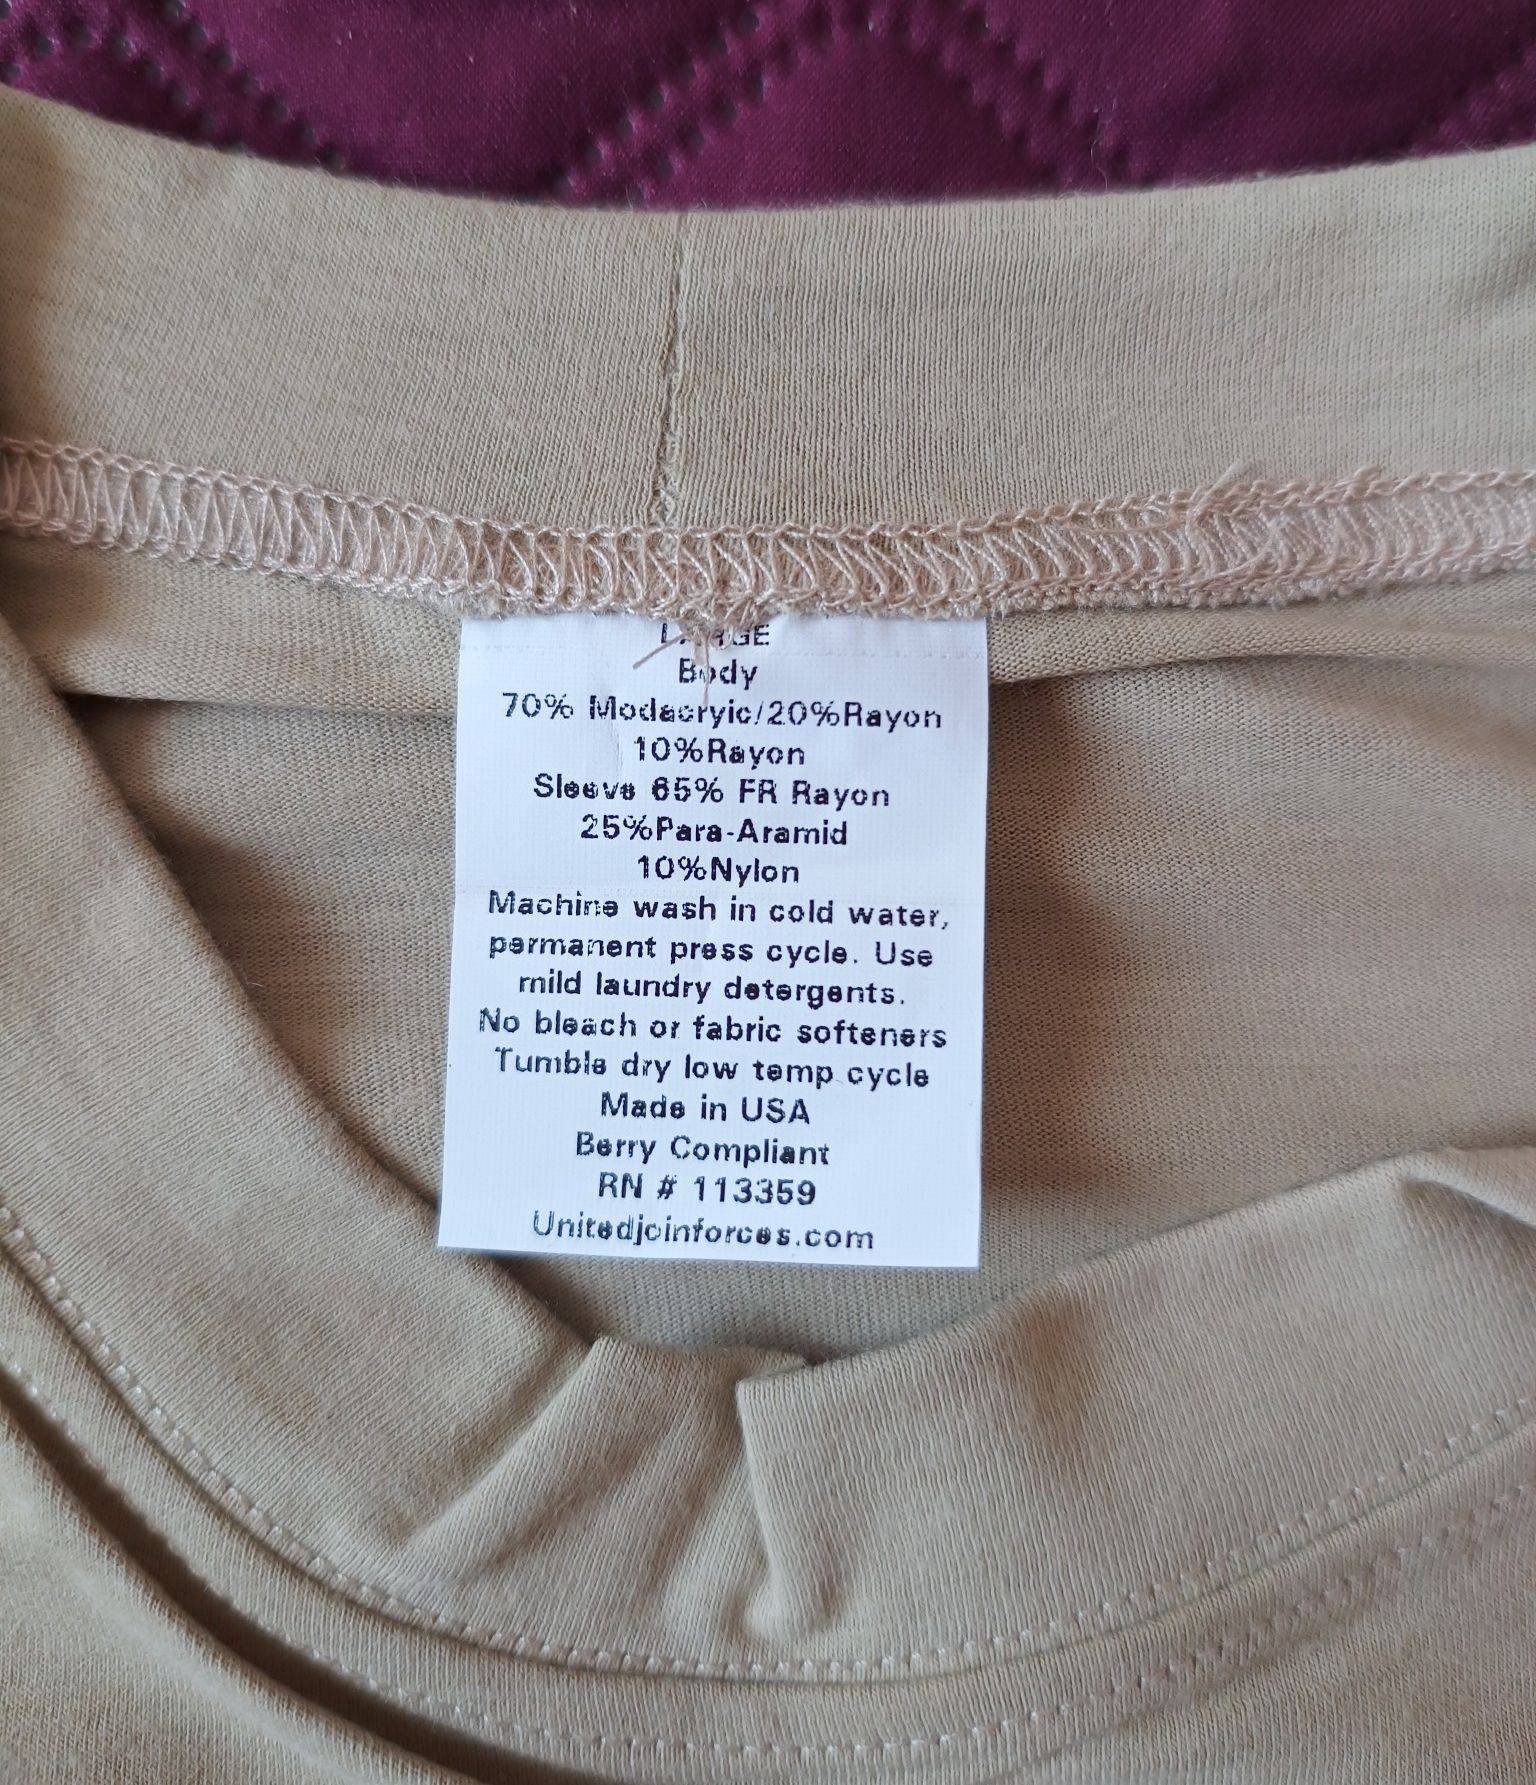 LARGE
Body
70% Modacryic/20%Rayon
10%Rayon
Sleeve 65% FR Rayon
25%Para-Aramid
10%Nylon
Machine wash in cold water,
permanent press cycle. Use
mild laundry detergents.
No bleach or fabric softeners
Tumble dry low temp cycle
Made in USA
Berry Compliant
RN # 113359
Unitedjoinforces.com